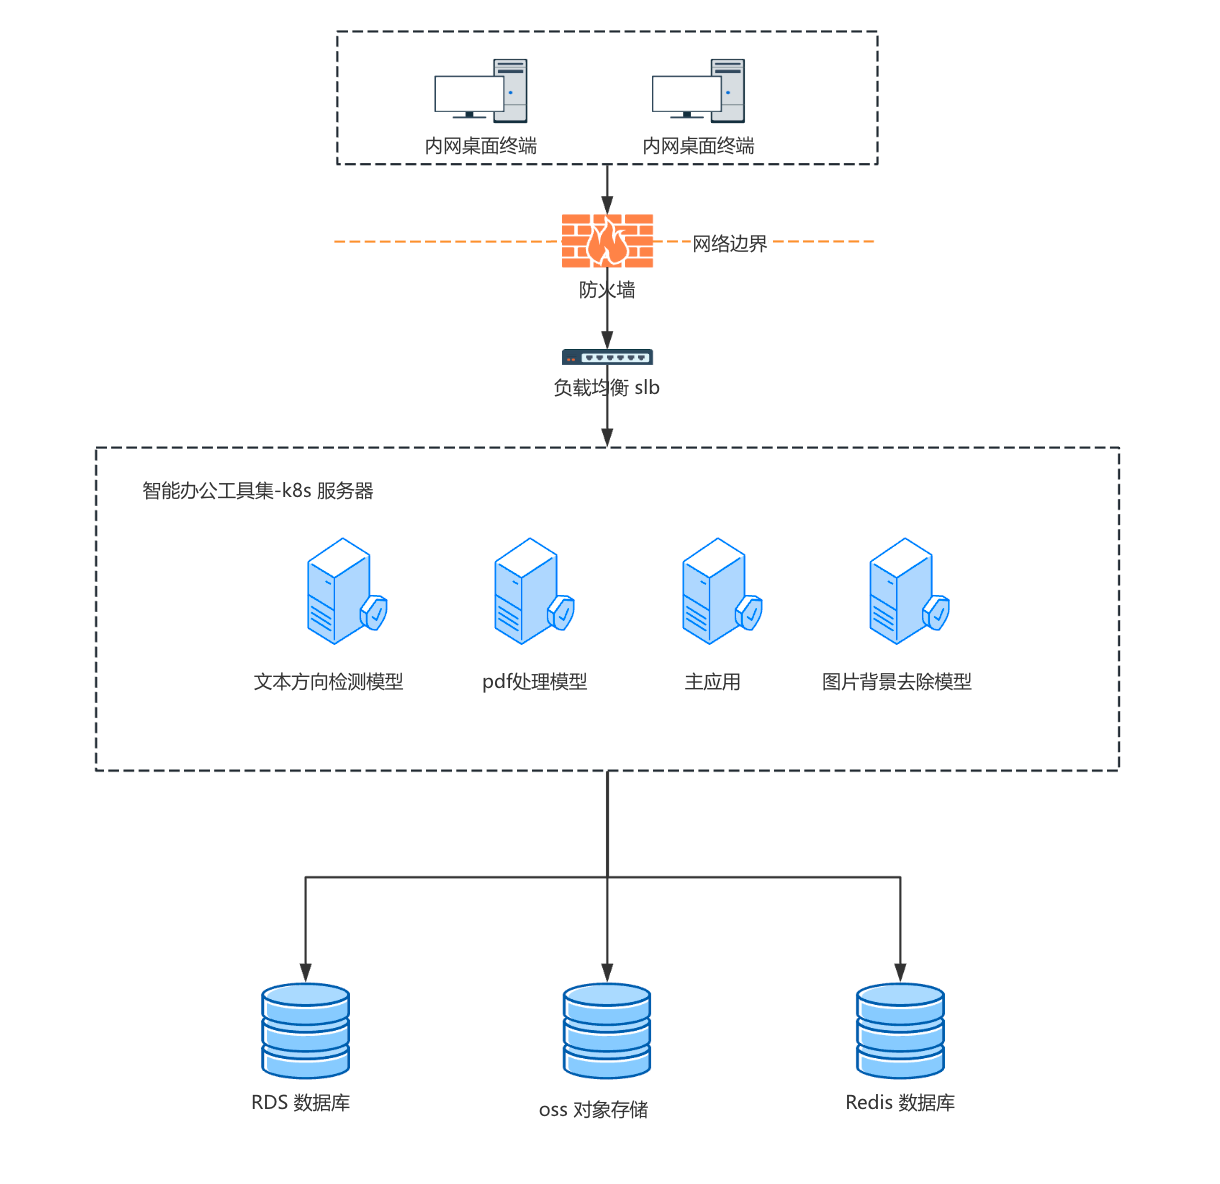 内网桌面终端
内网桌面终端
网络边界
防火墙
负载均衡 slb
智能办公工具集-k8s 服务器
文本方向检测模型
pdf处理模型
主应用
图片背景去除模型
RDS 数据库
oss 对象存储
Redis 数据库